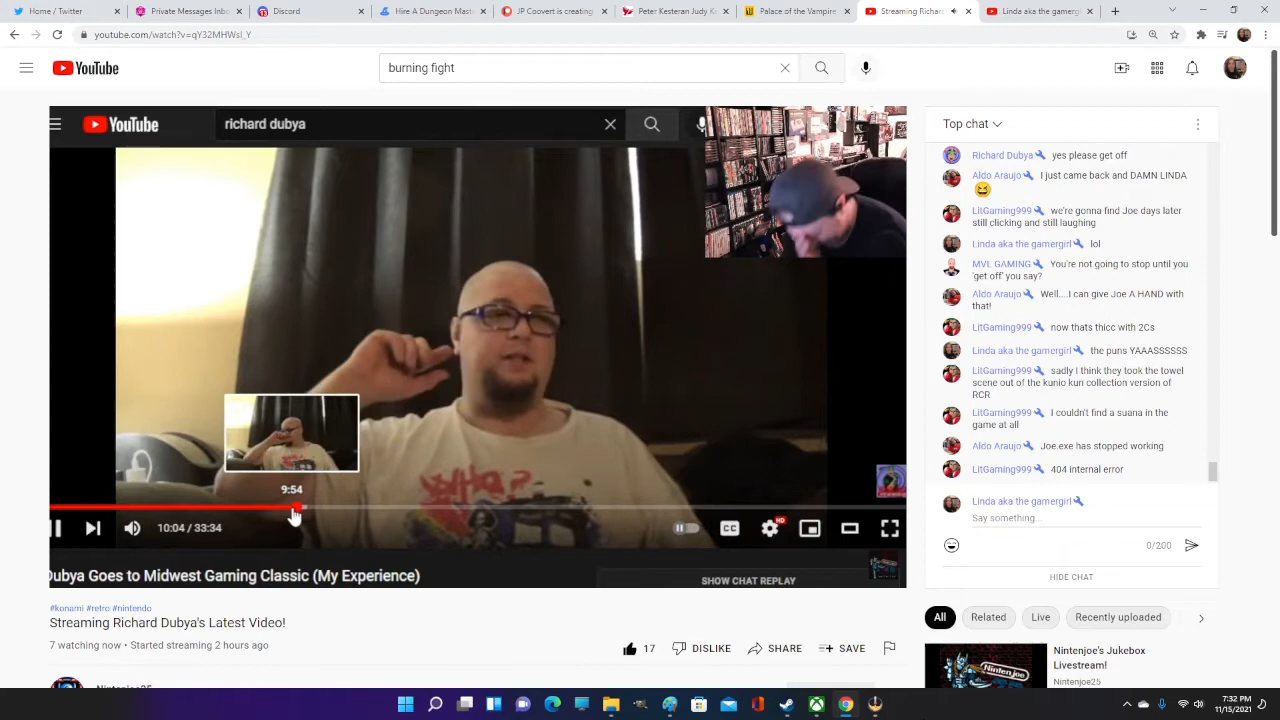 Home / Twitter
Private Messages Inbo
Discord
Hire A Dungeon Master
JP Coovert is creating
Peter Kesteran Judy K
Palace of the Vampire
Streaming Richard
Linda aka the gamergirl
youtube.com/watch?v=qY32MHWsl_Y
YouTube
burning fight
YouTube
richard dubya
9:54
10:04 / 33:34
CC
HD
Dubya Goes to Midwest Gaming Classic (My Experience)
SHOW CHAT REPLAY
#konami #retro #nintendo
Streaming Richard Dubya's Latest Video!
7 watching now • Started streaming 2 hours ago
17
DISLIKE
SHARE
SAVE
Nintenjoe25
Top chat
Richard Dubya yes please get off
Aldo Araujo I just came back and DAMN LINDA
LitGaming999 we're gonna find Joe days later
still clicking and still laughing
Linda aka the gamergirl lol
MVL GAMING You're not going to stop until you
'get off' you say?
Aldo Araujo Well....I can give Joe A HAND with
that!
LitGaming999 now thats thicc with 2Cs
Linda aka the gamergirl the puns YAAASSSSSS
LitGaming999 sadly I think they took the towel
scene out of the kunio kun collection version of
RCR
LitGaming999 I couldn't find a suana in the
game at all
Aldo Araujo Joe.exe has stopped working
LitGaming999 404 internal error
Linda aka the gamergirl
Say something...
0/200
HIDE CHAT
All
Related
Live
Recently uploaded
Nintenjoe
Nintenjoe's Jukebox
Livestream!
Nintenjoe25
7:32 PM
11/15/2021